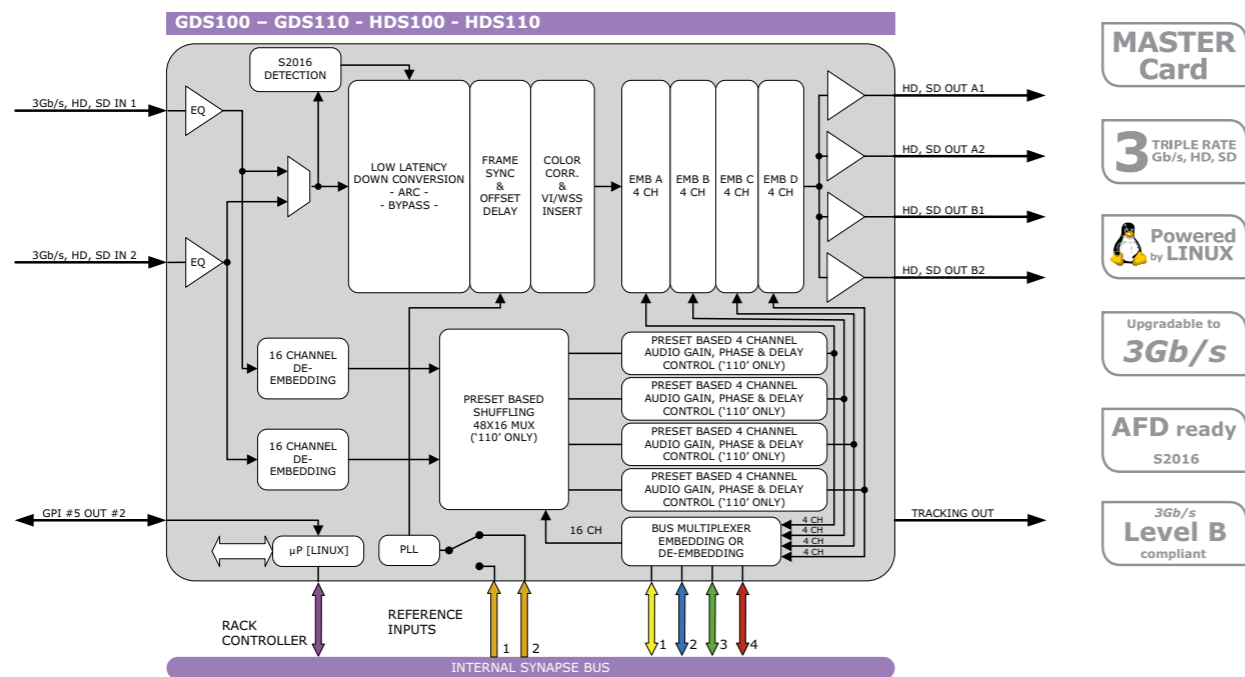 GDS100 – GDS110 - HDS100 - HDS110
S2016
DETECTION
3Gb/s, HD, SD IN 1
EQ
LOW LATENCY
DOWN CONVERSION
- ARC -
- BYPASS -
FRAME
SYNC
&
OFFSET
DELAY
COLOR
CORR.
&
VI/WSS
INSERT
EMB A
4 CH
EMB B
4 CH
EMB C
4 CH
EMB D
4 CH
HD, SD OUT A1
HD, SD OUT A2
HD, SD OUT B1
HD, SD OUT B2
3Gb/s, HD, SD IN 2
EQ
16 CHANNEL
DE-
EMBEDDING
16 CHANNEL
DE-
EMBEDDING
PRESET BASED
SHUFFLING
48X16 MUX
(‘110’ ONLY)
PRESET BASED 4 CHANNEL
AUDIO GAIN, PHASE & DELAY
CONTROL (‘110’ ONLY)
PRESET BASED 4 CHANNEL
AUDIO GAIN, PHASE & DELAY
CONTROL (‘110’ ONLY)
PRESET BASED 4 CHANNEL
AUDIO GAIN, PHASE & DELAY
CONTROL (‘110’ ONLY)
PRESET BASED 4 CHANNEL
AUDIO GAIN, PHASE & DELAY
CONTROL (‘110’ ONLY)
GPI #5 OUT #2
µP [LINUX]
PLL
16 CH
BUS MULTIPLEXER
EMBEDDING OR
DE-EMBEDDING
4 CH
4 CH
4 CH
4 CH
TRACKING OUT
RACK
CONTROLLER
REFERENCE
INPUTS
1
2
1
2
3
4
INTERNAL SYNAPSE BUS
MASTER
Card
3 TRIPLE RATE
Gb/s, HD, SD
Powered
by LINUX
Upgradable to
3Gb/s
AFD ready
S2016
3Gb/s
Level B
compliant